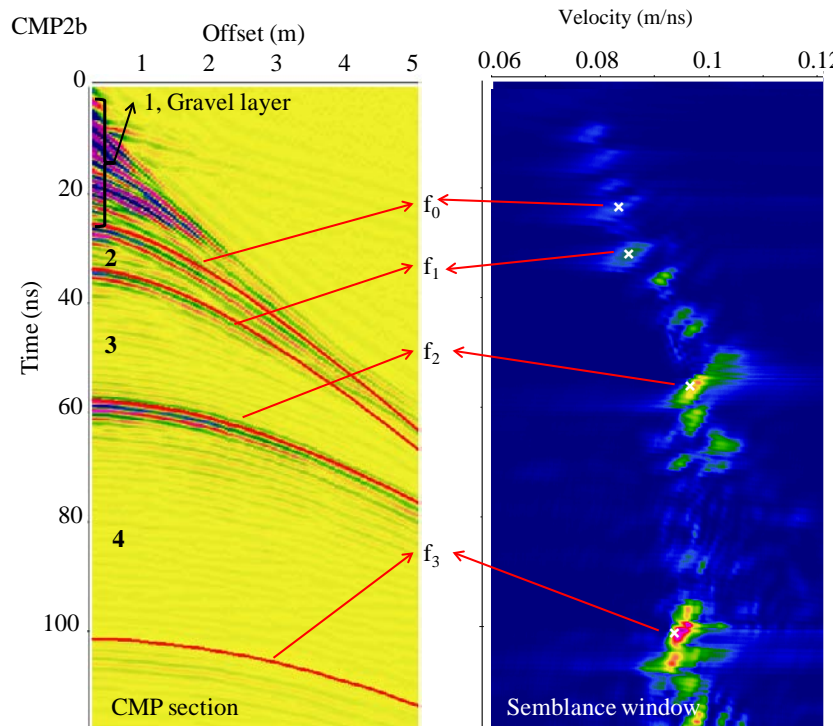 CMP2b
Offset (m)
1 2 3 4 5
0
20
40
60
80
100
Time (ns)
1, Gravel layer
2
3
4
CMP section
f₀
f₁
f₂
f₃
Velocity (m/ns)
0.06 0.08 0.1 0.12
Semblance window